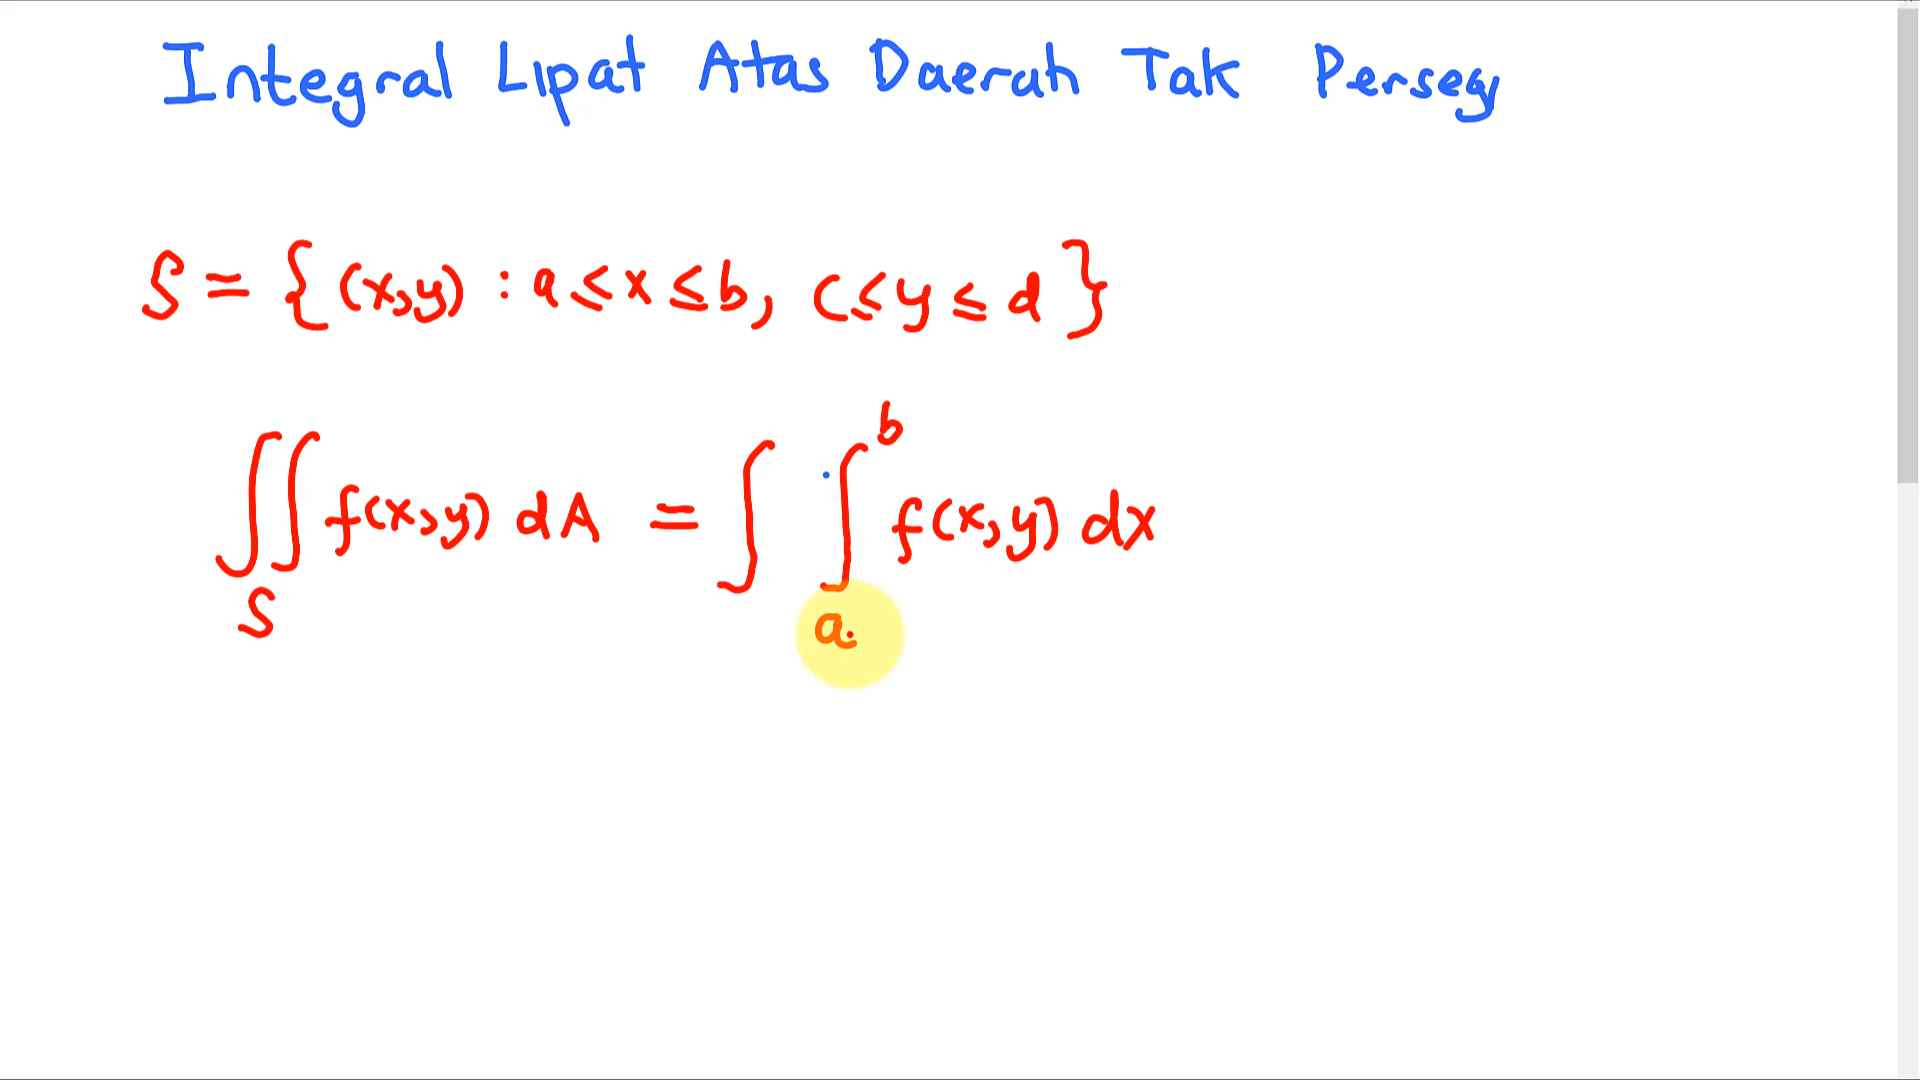 Integral Lipat Atas Daerah Tak Persegi
S = { (x,y) : a ≤ x ≤ b, c ≤ y ≤ d }
∬_S f(x,y) dA = ∫ ∫_a^b f(x,y) dx